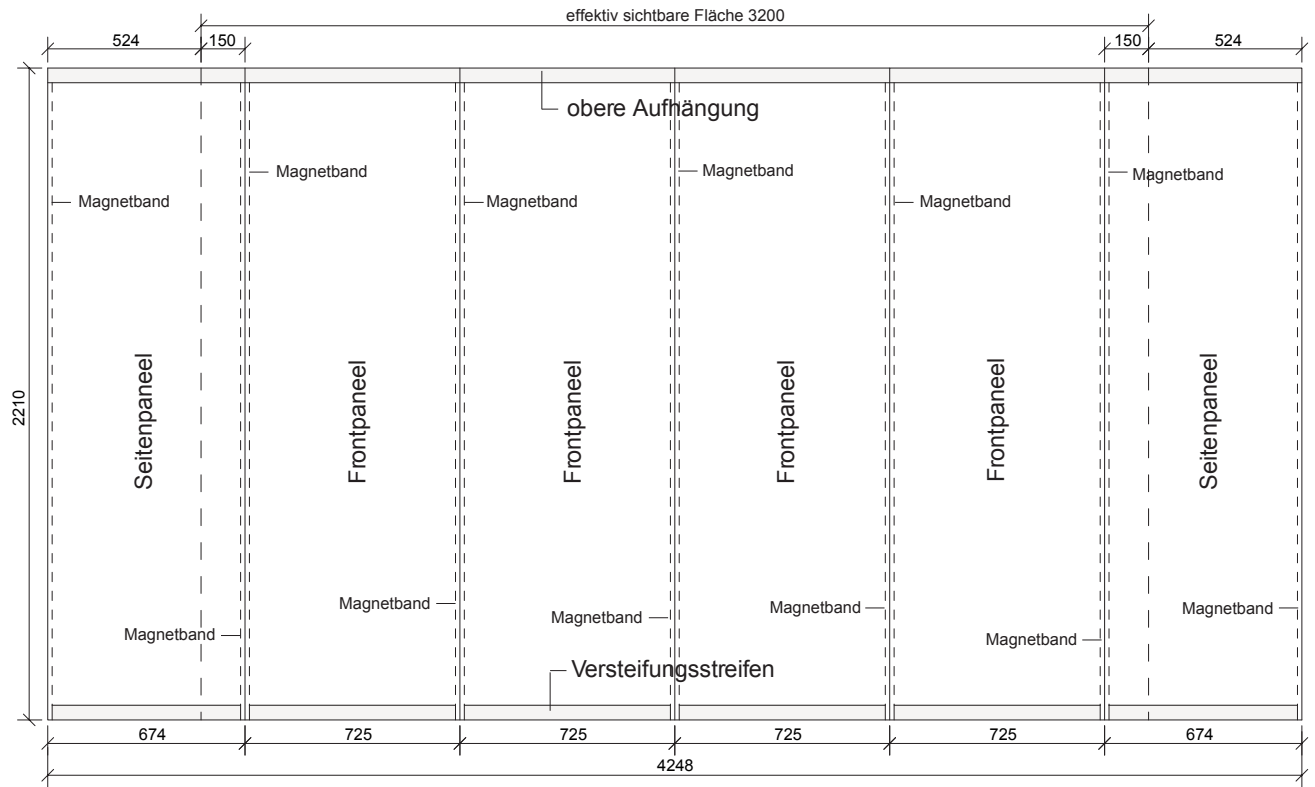 effektiv sichtbare Fläche 3200
524
150
150
524
obere Aufhängung
Magnetband
Magnetband
Magnetband
Magnetband
Magnetband
Magnetband
2210
Seitenpaneel
Frontpaneel
Frontpaneel
Frontpaneel
Frontpaneel
Seitenpaneel
Magnetband
Magnetband
Magnetband
Magnetband
Magnetband
Magnetband
Versteifungsstreifen
674
725
725
725
725
674
4248